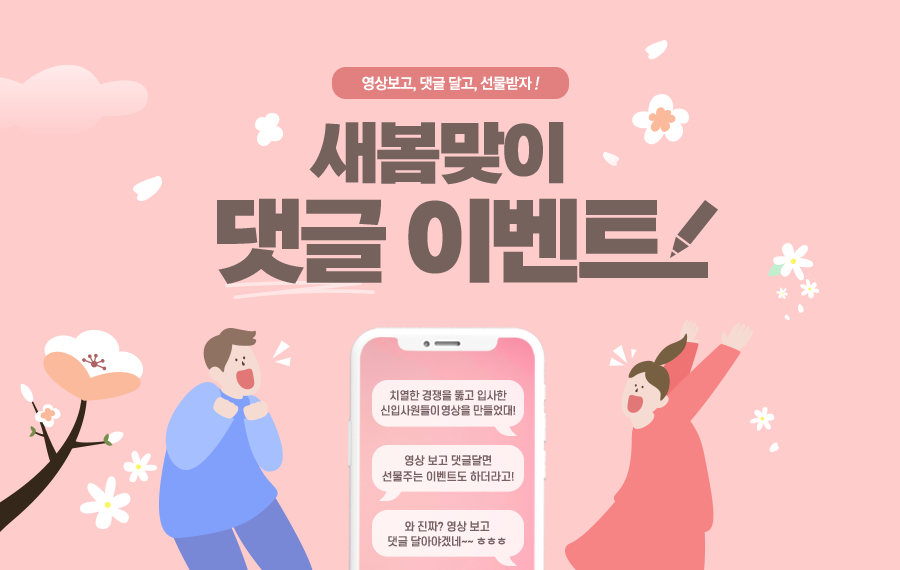 영상보고, 댓글 달고, 선물받자!
새봄맞이
댓글 이벤트
치열한 경쟁을 뚫고 입사한
신입사원들이 영상을 만들었대!
영상 보고 댓글달면
선물주는 이벤트도 하더라고!
와 진짜? 영상 보고
댓글 달아야겠네~~ ㅎㅎㅎ